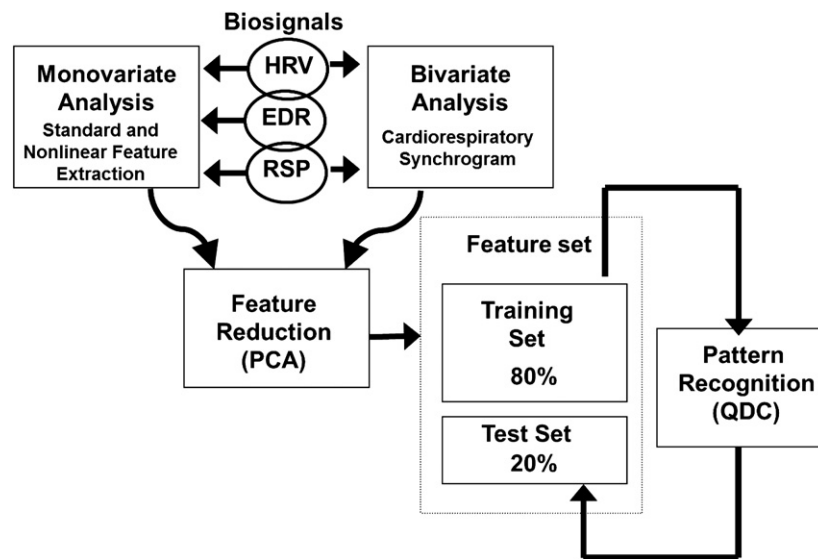 Biosignals
Monovariate
Analysis
Standard and
Nonlinear Feature
Extraction
HRV
EDR
RSP
Bivariate
Analysis
Cardiorespiratory
Synchrogram
Feature
Reduction
(PCA)
Feature set
Training
Set
80%
Test Set
20%
Pattern
Recognition
(QDC)